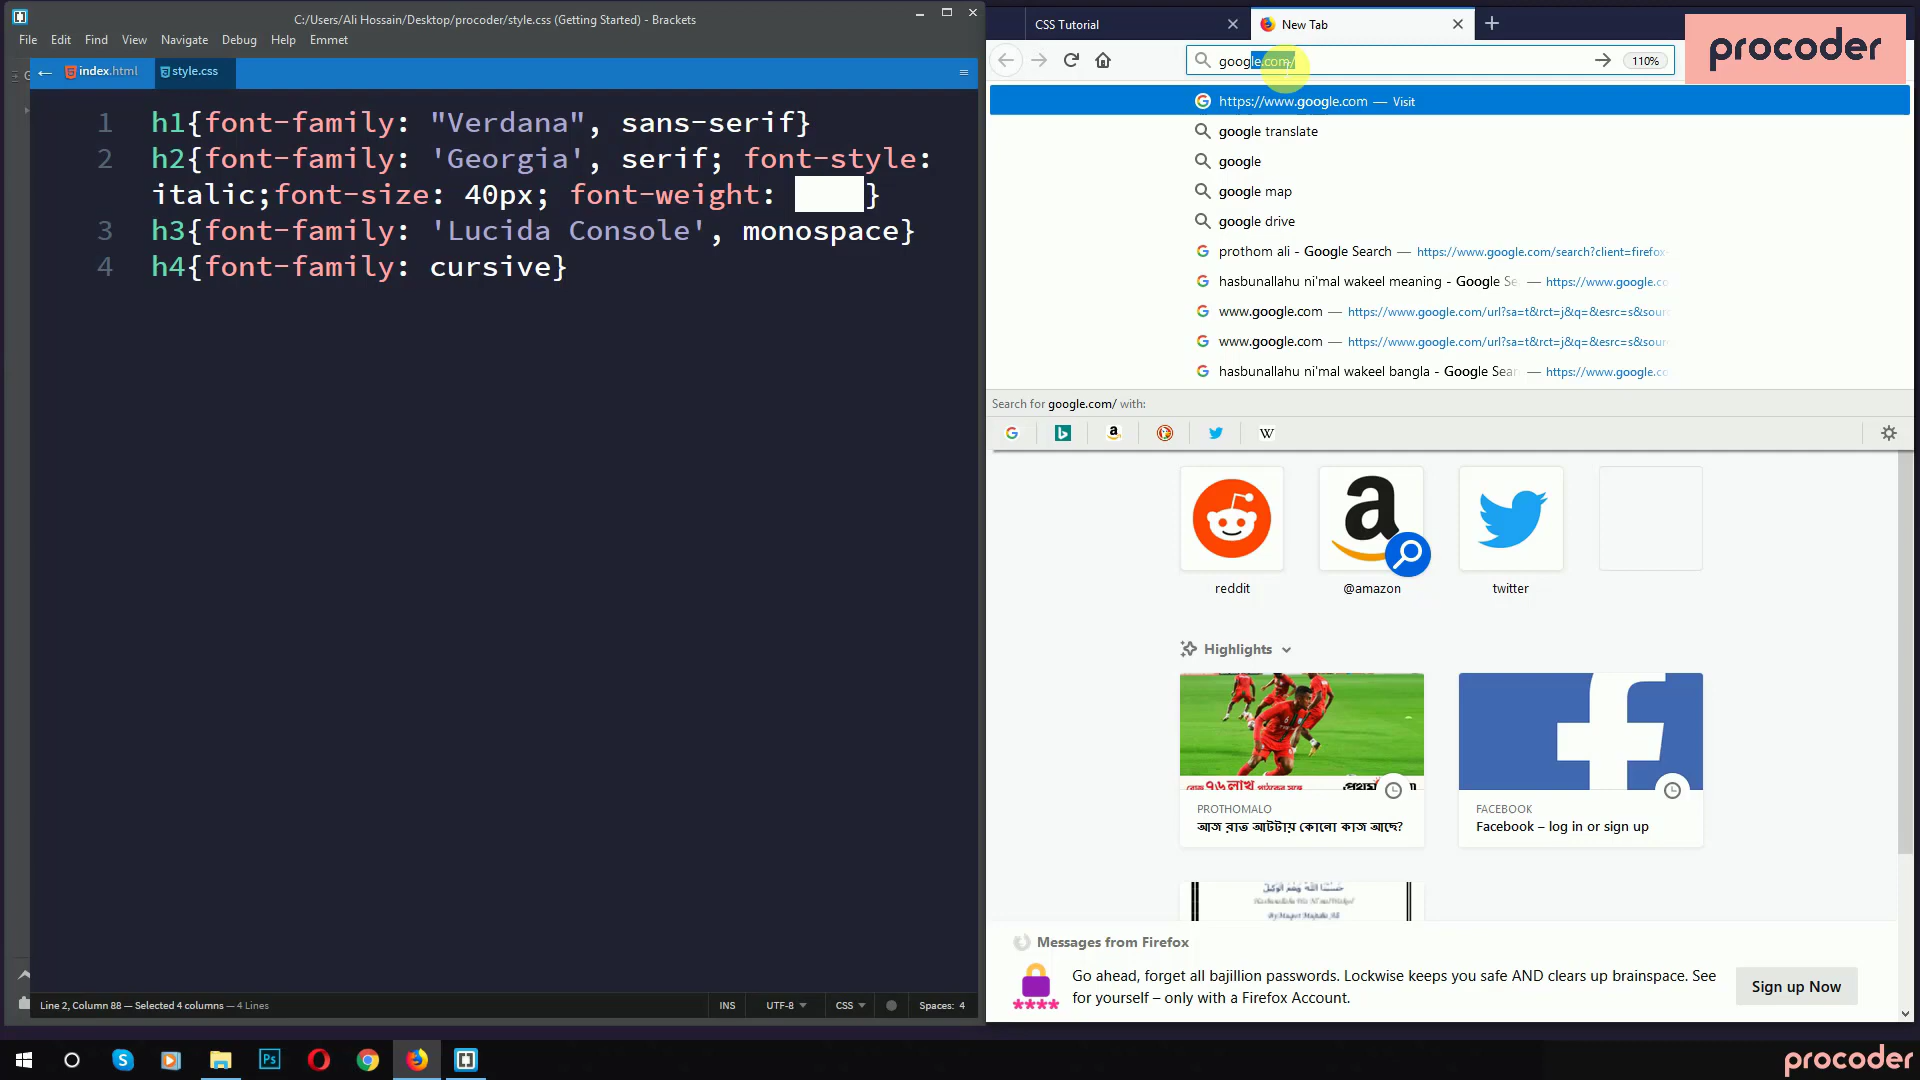 C:/Users/Ali Hossain/Desktop/procoder/style.css (Getting Started) - Brackets
File Edit Find View Navigate Debug Help Emmet
index.html style.css
1 h1{font-family: "Verdana", sans-serif}
2 h2{font-family: 'Georgia', serif; font-style:
italic;font-size: 40px; font-weight: }
3 h3{font-family: 'Lucida Console', monospace}
4 h4{font-family: cursive}
Line 2, Column 88 — Selected 4 columns — 4 Lines
INS UTF-8 CSS Spaces: 4
CSS Tutorial
New Tab
procoder
google.com/
110%
https://www.google.com — Visit
google translate
google
google map
google drive
prothom ali - Google Search — https://www.google.com/search?client=firefox-
hasbunallahu ni'mal wakeel meaning - Google Se — https://www.google.co
www.google.com — https://www.google.com/url?sa=t&rct=j&q=&esrc=s&sour
www.google.com — https://www.google.com/url?sa=t&rct=j&q=&esrc=s&sour
hasbunallahu ni'mal wakeel bangla - Google Sear — https://www.google.co
Search for google.com/ with:
reddit
@amazon
twitter
Highlights
PROTHOMALO
আজ রাত আটটায় কোনো কাজ আছে?
FACEBOOK
Facebook – log in or sign up
Messages from Firefox
Go ahead, forget all bajillion passwords. Lockwise keeps you safe AND clears up brainspace. See
for yourself – only with a Firefox Account.
Sign up Now
procoder